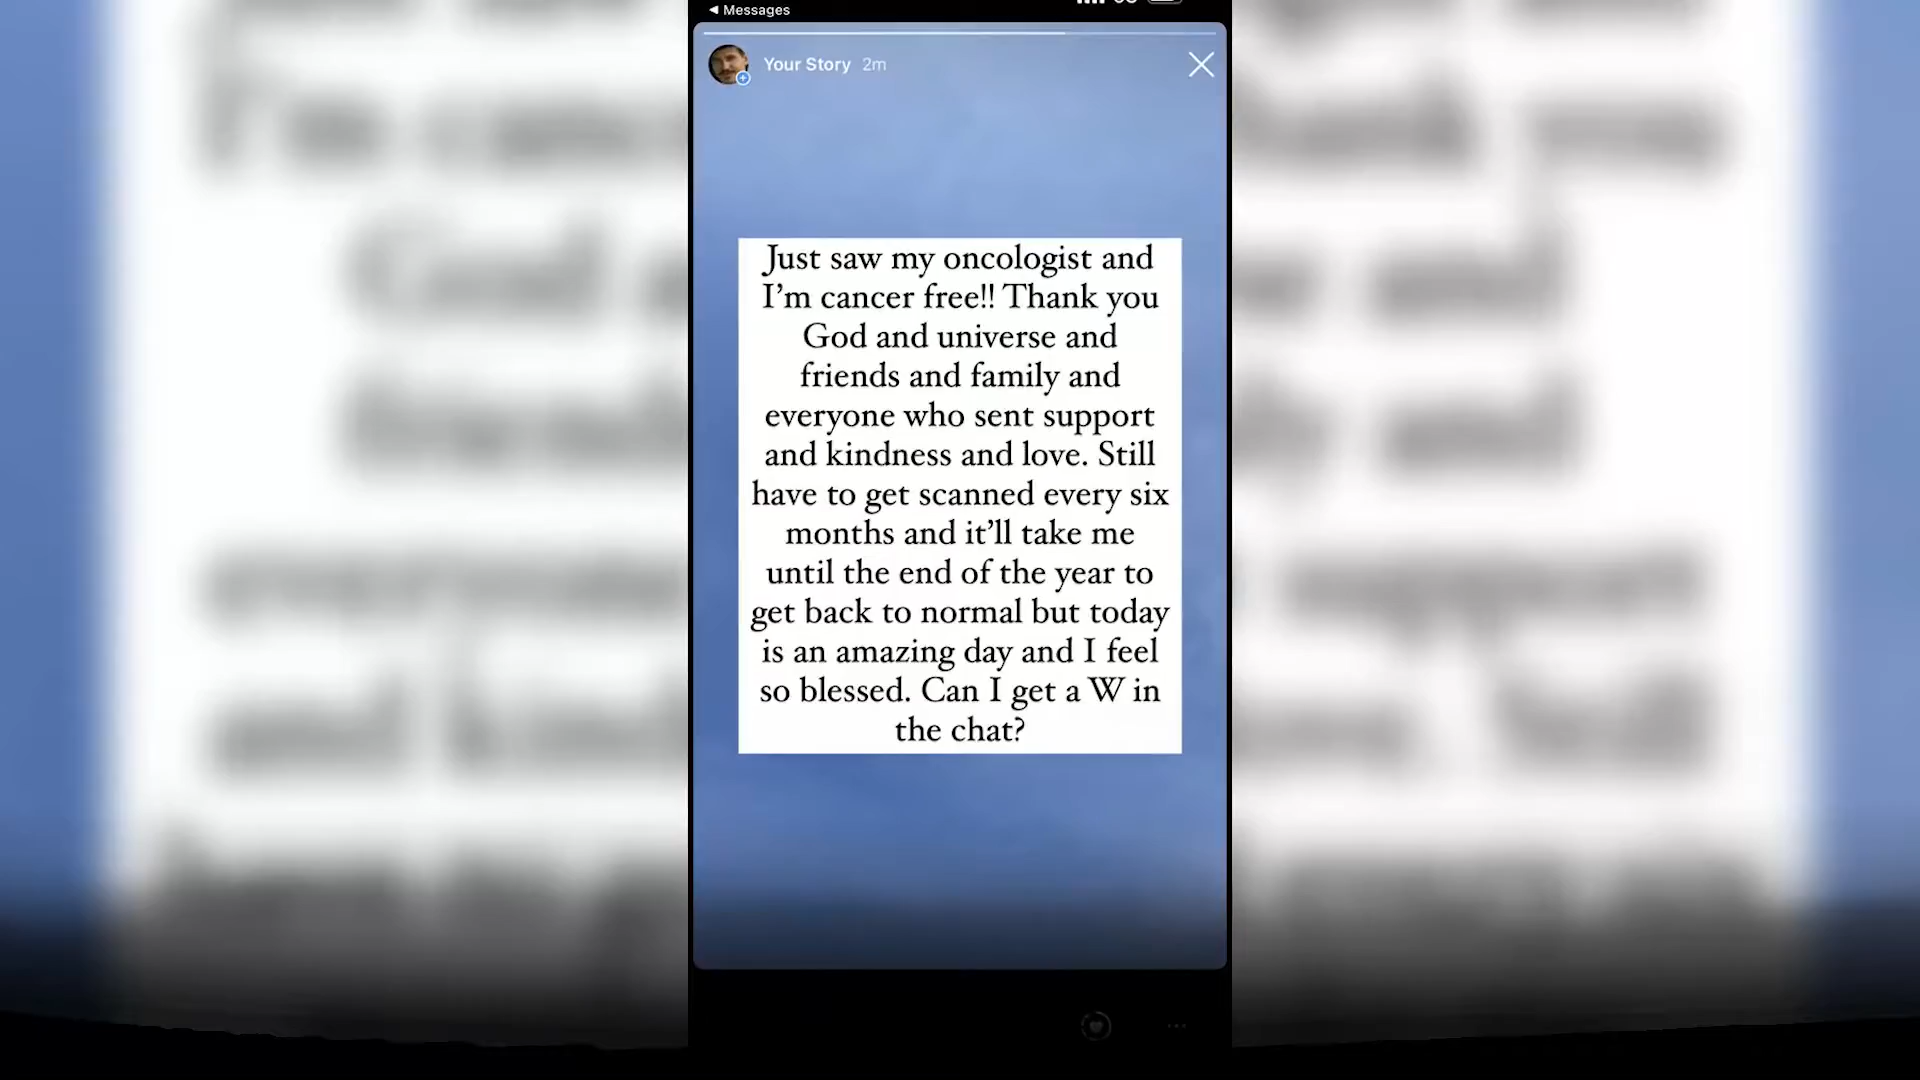 Messages
Your Story 2m
Just saw my oncologist and
I'm cancer free!! Thank you
God and universe and
friends and family and
everyone who sent support
and kindness and love. Still
have to get scanned every six
months and it'll take me
until the end of the year to
get back to normal but today
is an amazing day and I feel
so blessed. Can I get a W in
the chat?